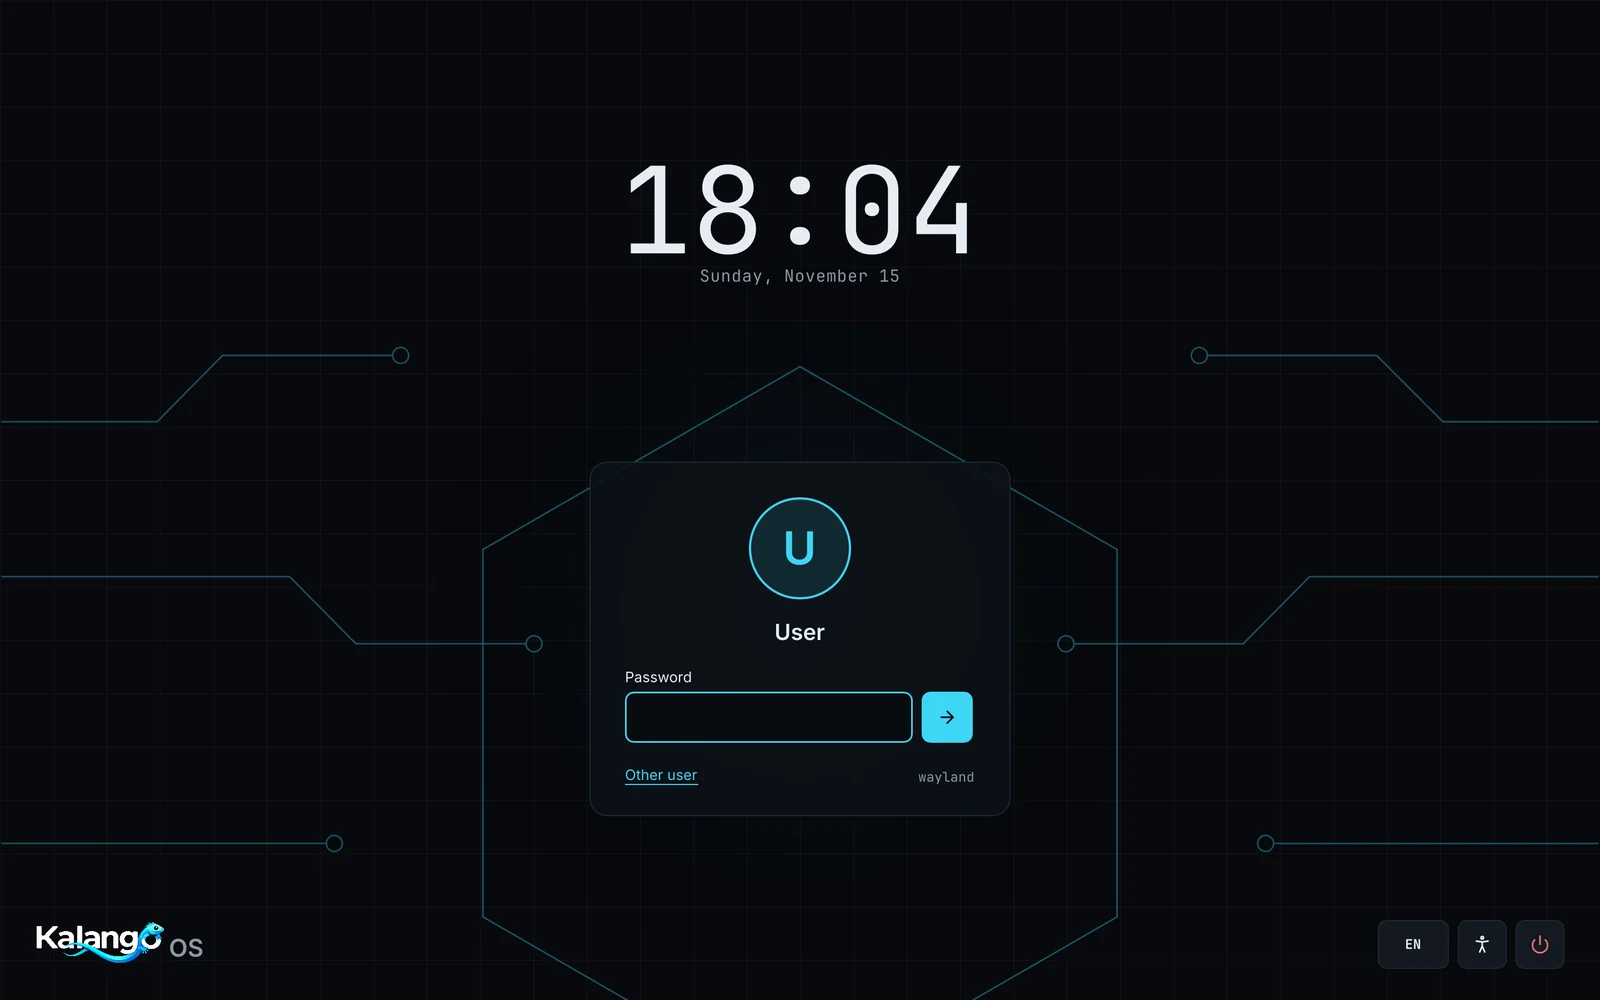 18:04
Sunday, November 15
U
User
Password
Other user
wayland
Kalango OS
EN